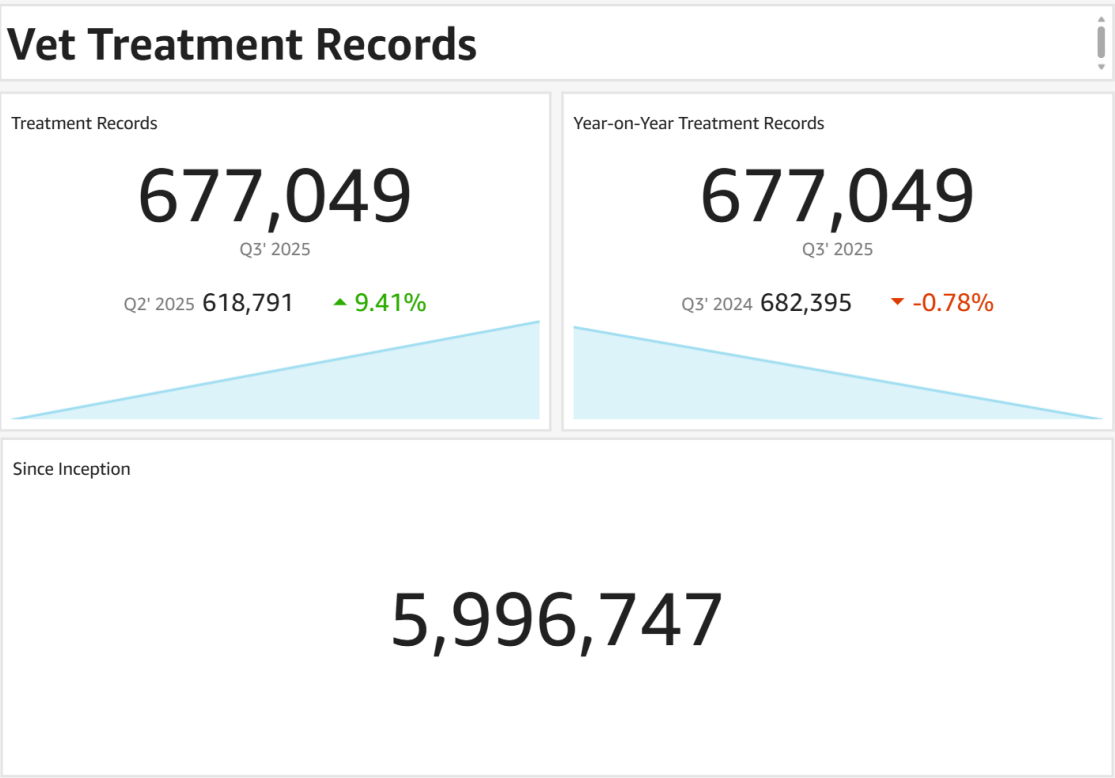 Vet Treatment Records
Treatment Records
677,049
Q3' 2025
Q2' 2025 618,791 9.41%
Year-on-Year Treatment Records
677,049
Q3' 2025
Q3' 2024 682,395 -0.78%
Since Inception
5,996,747